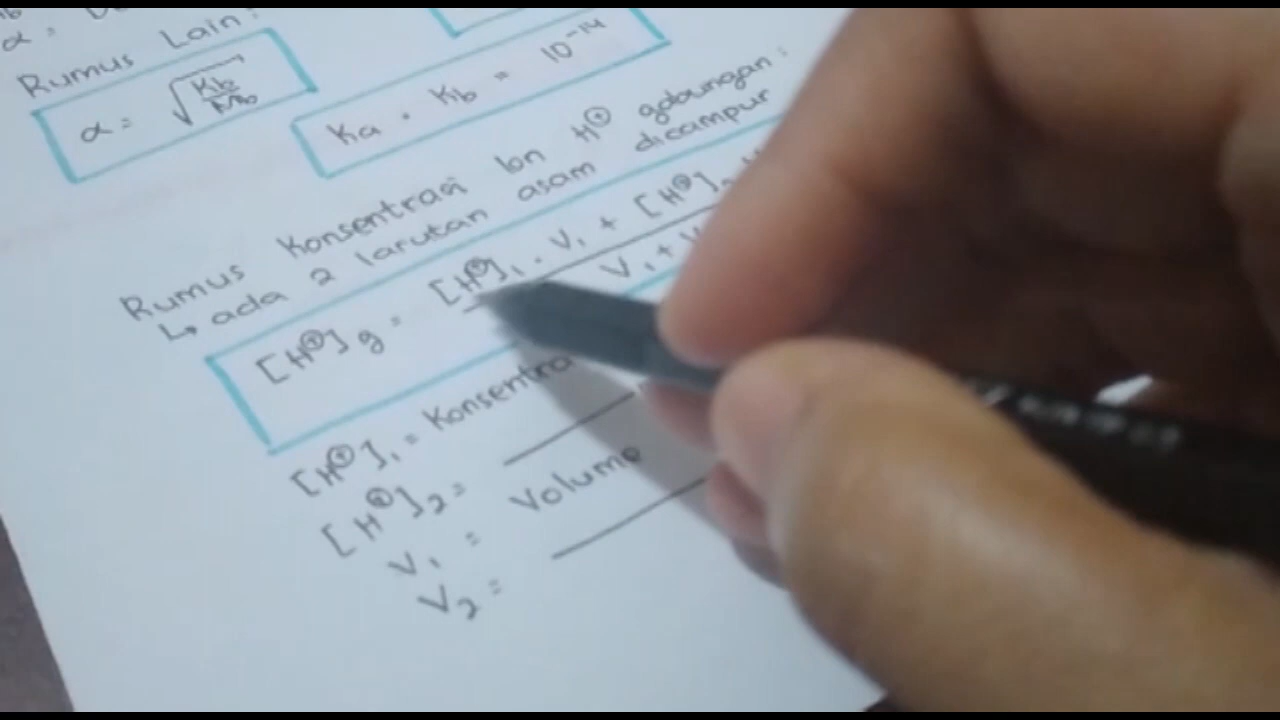 α =
Rumus Lain:
α = √Kb/Mb
Ka . Kb = 10⁻¹⁴
Rumus Konsentrasi Ion H⊕ gabungan :
↳ ada 2 larutan asam dicampur
[H⊕]g = [H⊕]₁ . V₁ + [H⊕]₂
V₁ + V
[H⊕]₁ = Konsentra
[H⊕]₂ =
V₁ = Volume
V₂ =